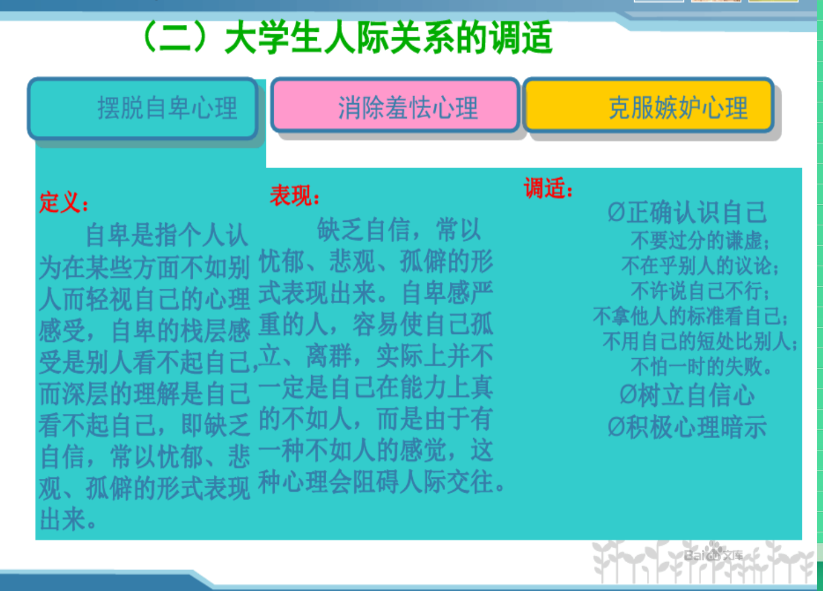 （二）大学生人际关系的调适
摆脱自卑心理
消除羞怯心理
克服嫉妒心理
定义：
自卑是指个人认
为在某些方面不如别
人而轻视自己的心理
感受，自卑的栈层感
受是别人看不起自己,
而深层的理解是自己
看不起自己，即缺乏
自信，常以忧郁、悲
观、孤僻的形式表现
出来。
表现：
缺乏自信，常以
忧郁、悲观、孤僻的形
式表现出来。自卑感严
重的人，容易使自己孤
立、离群，实际上并不
一定是自己在能力上真
的不如人，而是由于有
一种不如人的感觉，这
种心理会阻碍人际交往。
调适：
Ø正确认识自己
不要过分的谦虚；
不在乎别人的议论；
不许说自己不行；
不拿他人的标准看自己；
不用自己的短处比别人；
不怕一时的失败。
Ø树立自信心
Ø积极心理暗示
Bai文库